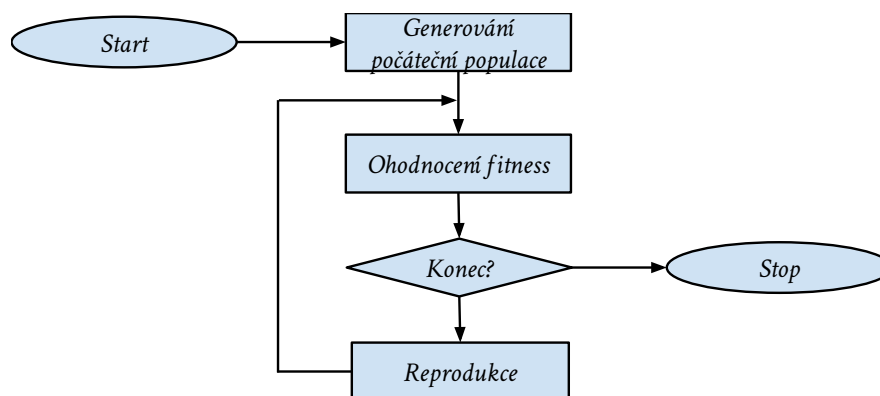 Start
Generování
počáteční populace
Ohodnocení fitness
Konec?
Stop
Reprodukce